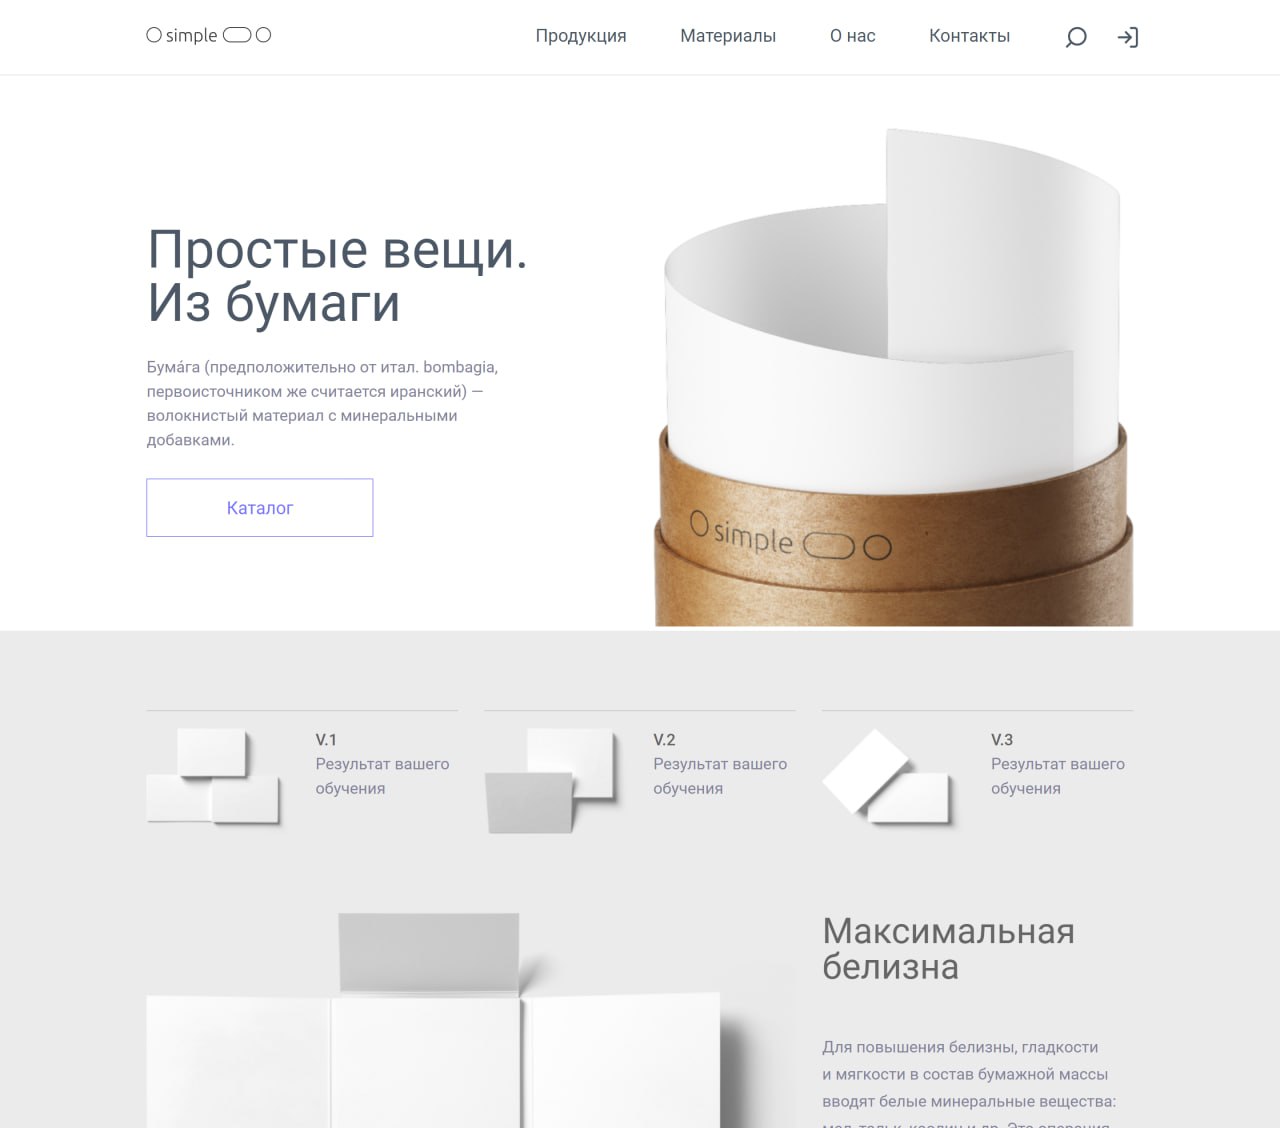 simple
Продукция
Материалы
О нас
Контакты
Простые вещи.
Из бумаги
Бума́га (предположительно от итал. bombagia,
первоисточником же считается иранский) —
волокнистый материал с минеральными
добавками.
Каталог
simple
V.1
Результат вашего
обучения
V.2
Результат вашего
обучения
V.3
Результат вашего
обучения
Максимальная
белизна
Для повышения белизны, гладкости
и мягкости в состав бумажной массы
вводят белые минеральные вещества: